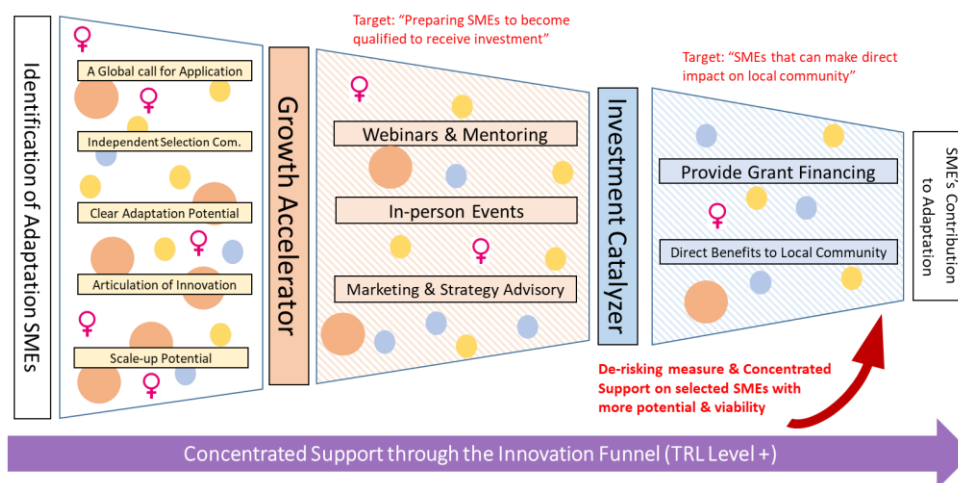 Identification of Adaptation SMEs
A Global call for Application
Independent Selection Com.
Clear Adaptation Potential
Articulation of Innovation
Scale-up Potential
Growth Accelerator
Target: “Preparing SMEs to become
qualified to receive investment”
Webinars & Mentoring
In-person Events
Marketing & Strategy Advisory
Investment Catalyzer
Target: “SMEs that can make direct
impact on local community”
Provide Grant Financing
Direct Benefits to Local Community
SME’s Contribution
to Adaptation
De-risking measure & Concentrated
Support on selected SMEs with
more potential & viability
Concentrated Support through the Innovation Funnel (TRL Level +)